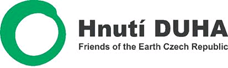 Hnutí DUHA
Friends of the Earth Czech Republic